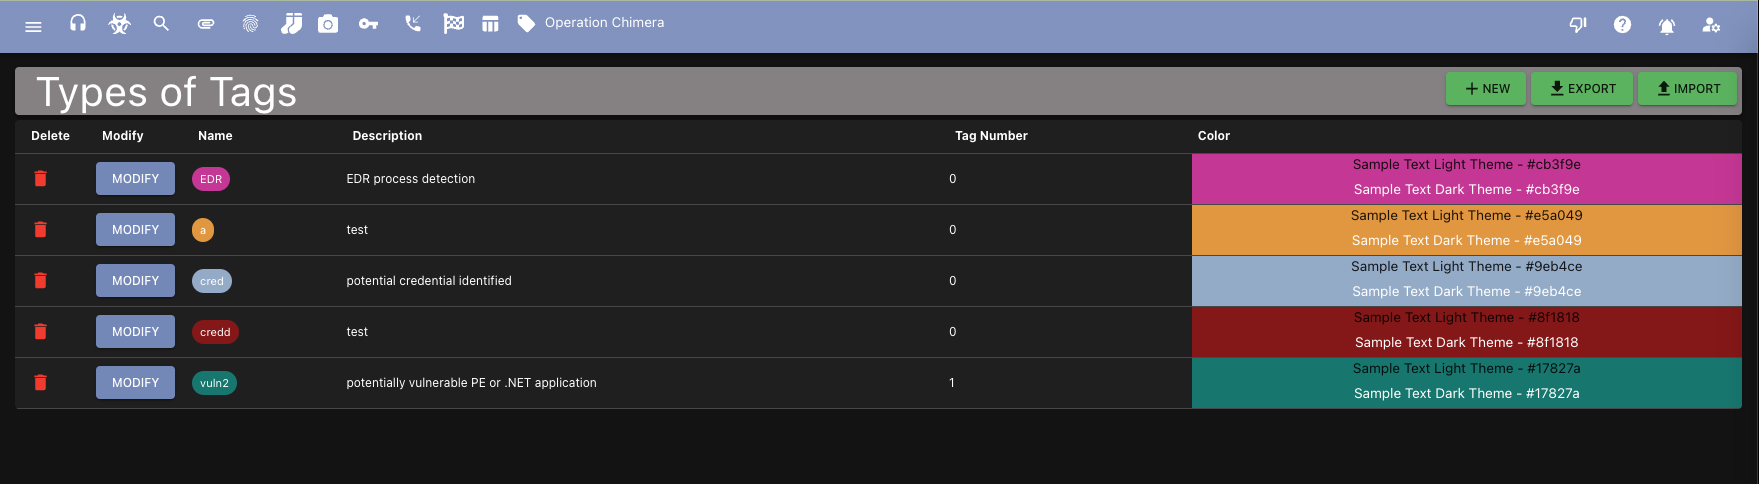 Operation Chimera
Types of Tags
NEW
EXPORT
IMPORT
Delete Modify Name Description Tag Number Color
MODIFY EDR EDR process detection 0 Sample Text Light Theme - #cb3f9e
Sample Text Dark Theme - #cb3f9e
MODIFY a test 0 Sample Text Light Theme - #e5a049
Sample Text Dark Theme - #e5a049
MODIFY cred potential credential identified 0 Sample Text Light Theme - #9eb4ce
Sample Text Dark Theme - #9eb4ce
MODIFY credd test 0 Sample Text Light Theme - #8f1818
Sample Text Dark Theme - #8f1818
MODIFY vuln2 potentially vulnerable PE or .NET application 1 Sample Text Light Theme - #17827a
Sample Text Dark Theme - #17827a